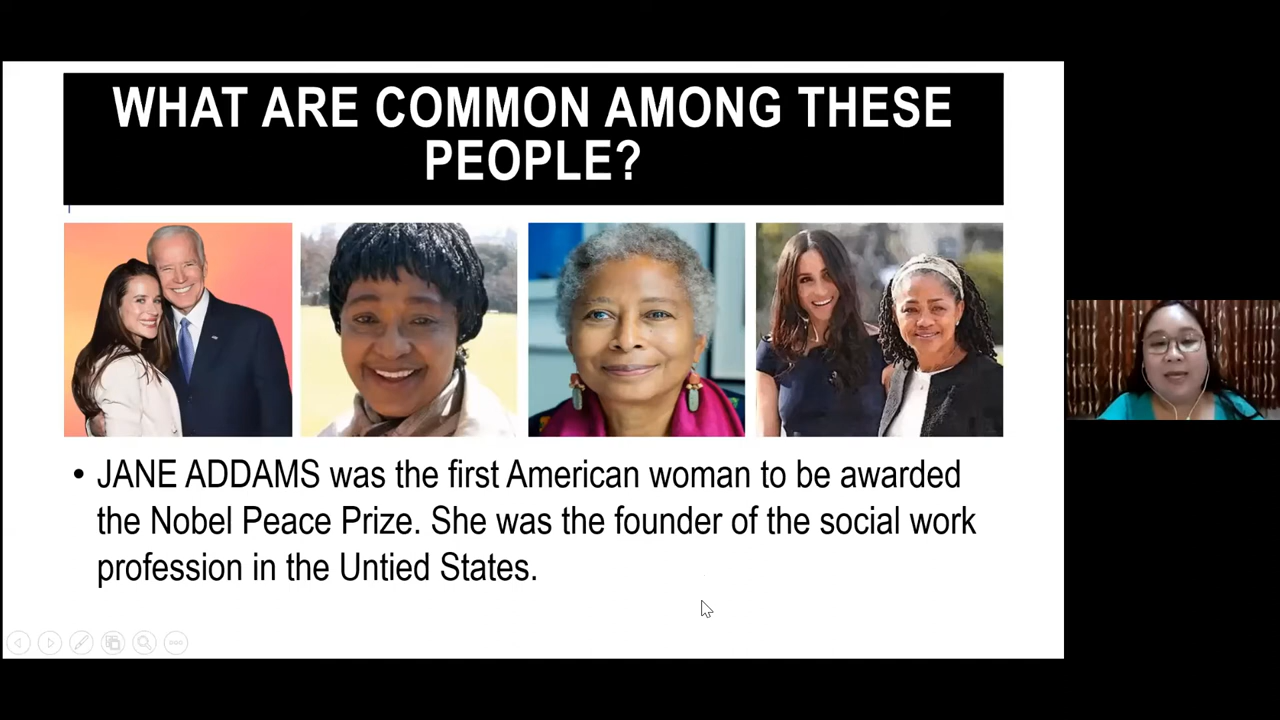 WHAT ARE COMMON AMONG THESE
PEOPLE?
• JANE ADDAMS was the first American woman to be awarded
the Nobel Peace Prize. She was the founder of the social work
profession in the Untied States.